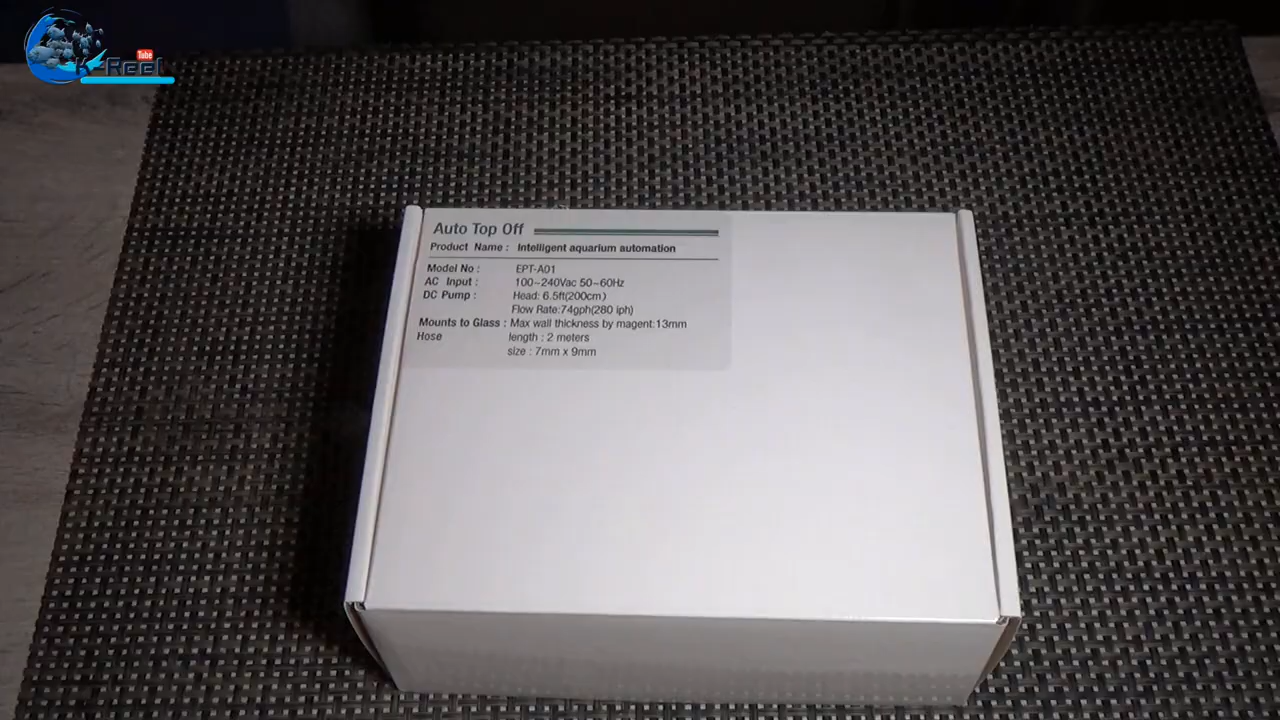 K-Reel
Tube
Auto Top Off
Product Name : Intelligent aquarium automation
Model No : EPT-A01
AC Input : 100~240Vac 50~60Hz
DC Pump : Head: 6.5ft(200cm)
Flow Rate:74gph(280 lph)
Mounts to Glass : Max wall thickness by magent:13mm
Hose length : 2 meters
size : 7mm x 9mm